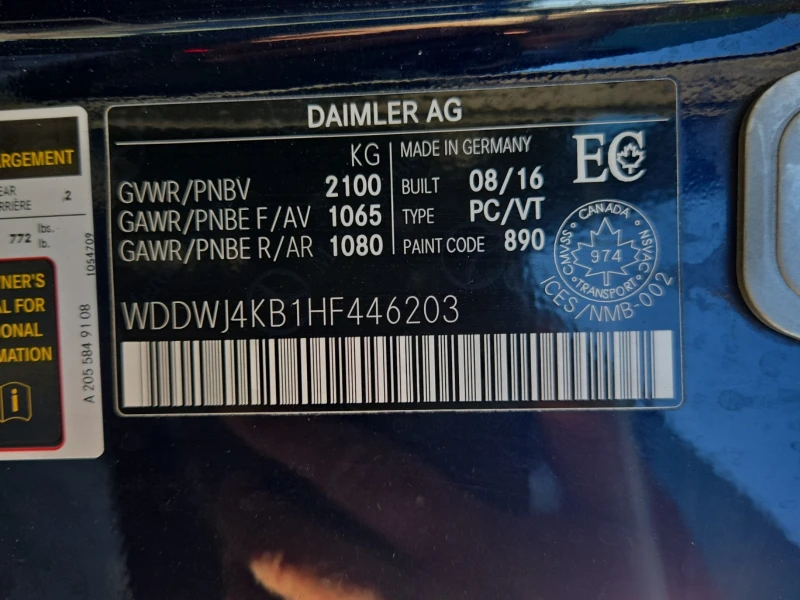 DAIMLER AG
KG
GVWR/PNBV 2100
GAWR/PNBE F/AV 1065
GAWR/PNBE R/AR 1080
MADE IN GERMANY
BUILT 08/16
TYPE PC/VT
PAINT CODE 890
EC
CANADA
CMVSS
974
NSVAC
TRANSPORT
ICES/NMB-002
WDDWJ4KB1HF446203
ARGEMENT
EAR
RRIÈRE 2
772 lbs.
lb.
1054709
NER'S
AL FOR
IONAL
MATION
i
A 205 584 91 08